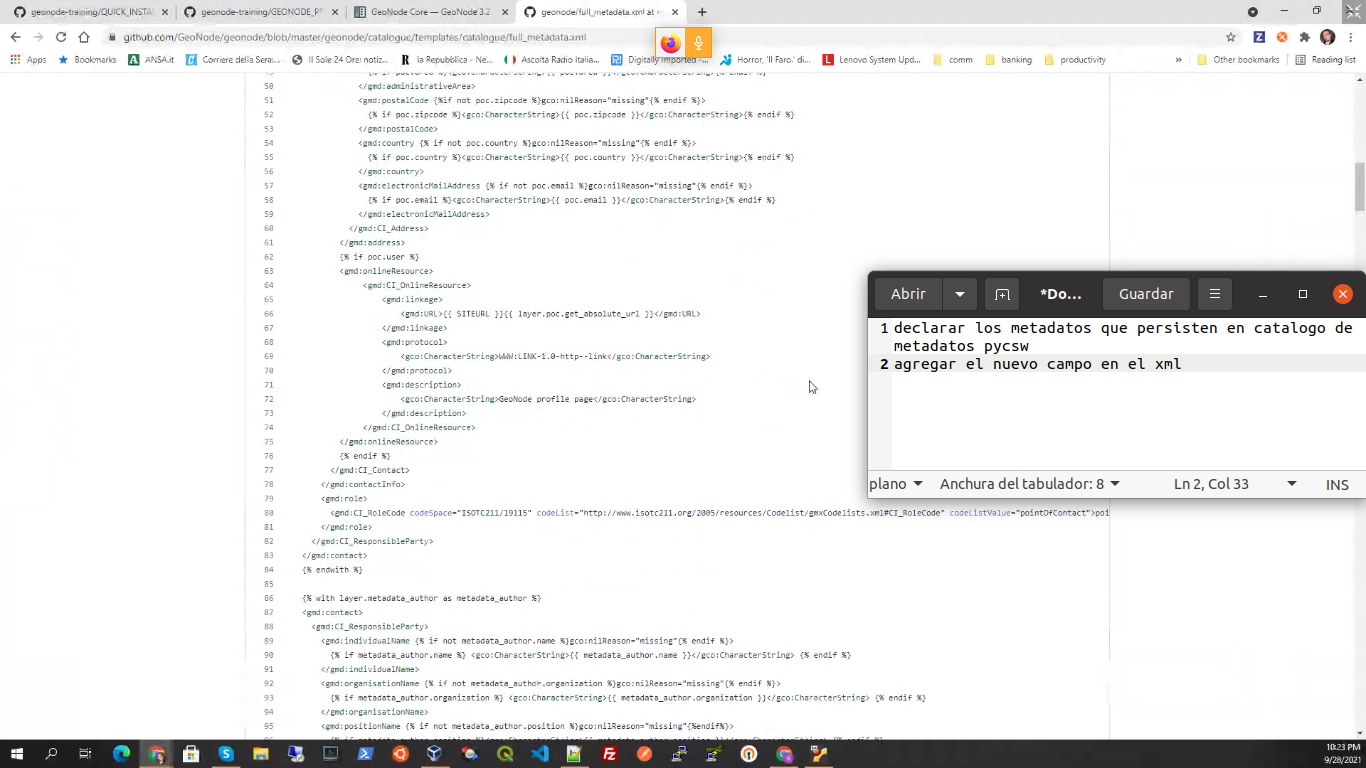 geonode-training/QUICK_INSTAL
geonode-training/GEONODE_PT
GeoNode Core — GeoNode 3.2
geonode/full_metadata.xml at m
github.com/GeoNode/geonode/blob/master/geonode/catalogue/templates/catalogue/full_metadata.xml
Apps
Bookmarks
ANSA.it
Corriere della Sera...
Il Sole 24 Ore: notiz...
la Repubblica - Ne...
Ascolta Radio Italia...
Digitally Imported -...
Horror, 'Il Faro.' di...
Lenovo System Upd...
comm
banking
productivity
»
Other bookmarks
Reading list
50 </gmd:administrativeArea>
51 <gmd:postalCode {%if not poc.zipcode %}gco:nilReason="missing"{% endif %}>
52 {% if poc.zipcode %}<gco:CharacterString>{{ poc.zipcode }}</gco:CharacterString>{% endif %}
53 </gmd:postalCode>
54 <gmd:country {% if not poc.country %}gco:nilReason="missing"{% endif %}>
55 {% if poc.country %}<gco:CharacterString>{{ poc.country }}</gco:CharacterString>{% endif %}
56 </gmd:country>
57 <gmd:electronicMailAddress {% if not poc.email %}gco:nilReason="missing"{% endif %}>
58 {% if poc.email %}<gco:CharacterString>{{ poc.email }}</gco:CharacterString>{% endif %}
59 </gmd:electronicMailAddress>
60 </gmd:CI_Address>
61 </gmd:address>
62 {% if poc.user %}
63 <gmd:onlineResource>
64 <gmd:CI_OnlineResource>
65 <gmd:linkage>
66 <gmd:URL>{{ SITEURL }}{{ layer.poc.get_absolute_url }}</gmd:URL>
67 </gmd:linkage>
68 <gmd:protocol>
69 <gco:CharacterString>WWW:LINK-1.0-http--link</gco:CharacterString>
70 </gmd:protocol>
71 <gmd:description>
72 <gco:CharacterString>GeoNode profile page</gco:CharacterString>
73 </gmd:description>
74 </gmd:CI_OnlineResource>
75 </gmd:onlineResource>
76 {% endif %}
77 </gmd:CI_Contact>
78 </gmd:contactInfo>
79 <gmd:role>
80 <gmd:CI_RoleCode codeSpace="ISOTC211/19115" codeList="http://www.isotc211.org/2005/resources/Codelist/gmxCodelists.xml#CI_RoleCode" codeListValue="pointOfContact">poi
81 </gmd:role>
82 </gmd:CI_ResponsibleParty>
83 </gmd:contact>
84 {% endwith %}
85
86 {% with layer.metadata_author as metadata_author %}
87 <gmd:contact>
88 <gmd:CI_ResponsibleParty>
89 <gmd:individualName {% if not metadata_author.name %}gco:nilReason="missing"{% endif %}>
90 {% if metadata_author.name %} <gco:CharacterString>{{ metadata_author.name }}</gco:CharacterString> {% endif %}
91 </gmd:individualName>
92 <gmd:organisationName {% if not metadata_author.organization %}gco:nilReason="missing"{% endif %}>
93 {% if metadata_author.organization %} <gco:CharacterString>{{ metadata_author.organization }}</gco:CharacterString> {% endif %}
94 </gmd:organisationName>
95 <gmd:positionName {% if not metadata_author.position %}gco:nilReason="missing"{%endif%}>
Abrir
*Do...
Guardar
1 declarar los metadatos que persisten en catalogo de
metadatos pycsw
2 agregar el nuevo campo en el xml
plano
Anchura del tabulador: 8
Ln 2, Col 33
INS
10:23 PM
9/28/2021